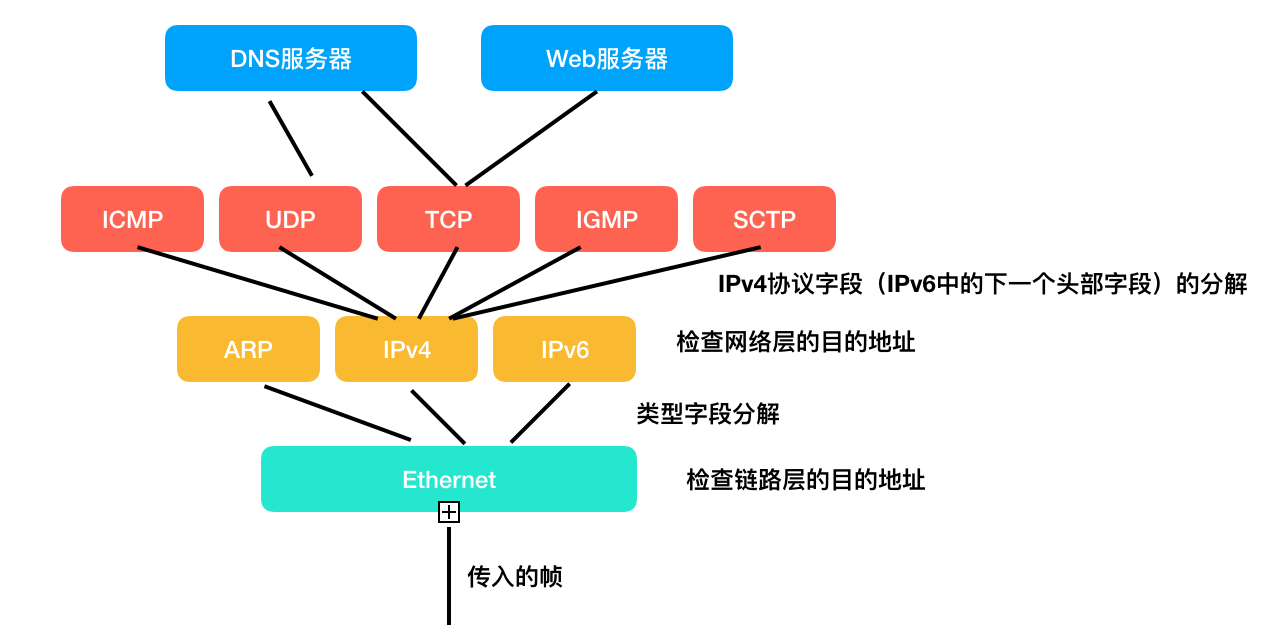 DNS服务器
Web服务器
ICMP
UDP
TCP
IGMP
SCTP
IPv4协议字段（IPv6中的下一个头部字段）的分解
检查网络层的目的地址
ARP
IPv4
IPv6
类型字段分解
Ethernet
检查链路层的目的地址
传入的帧